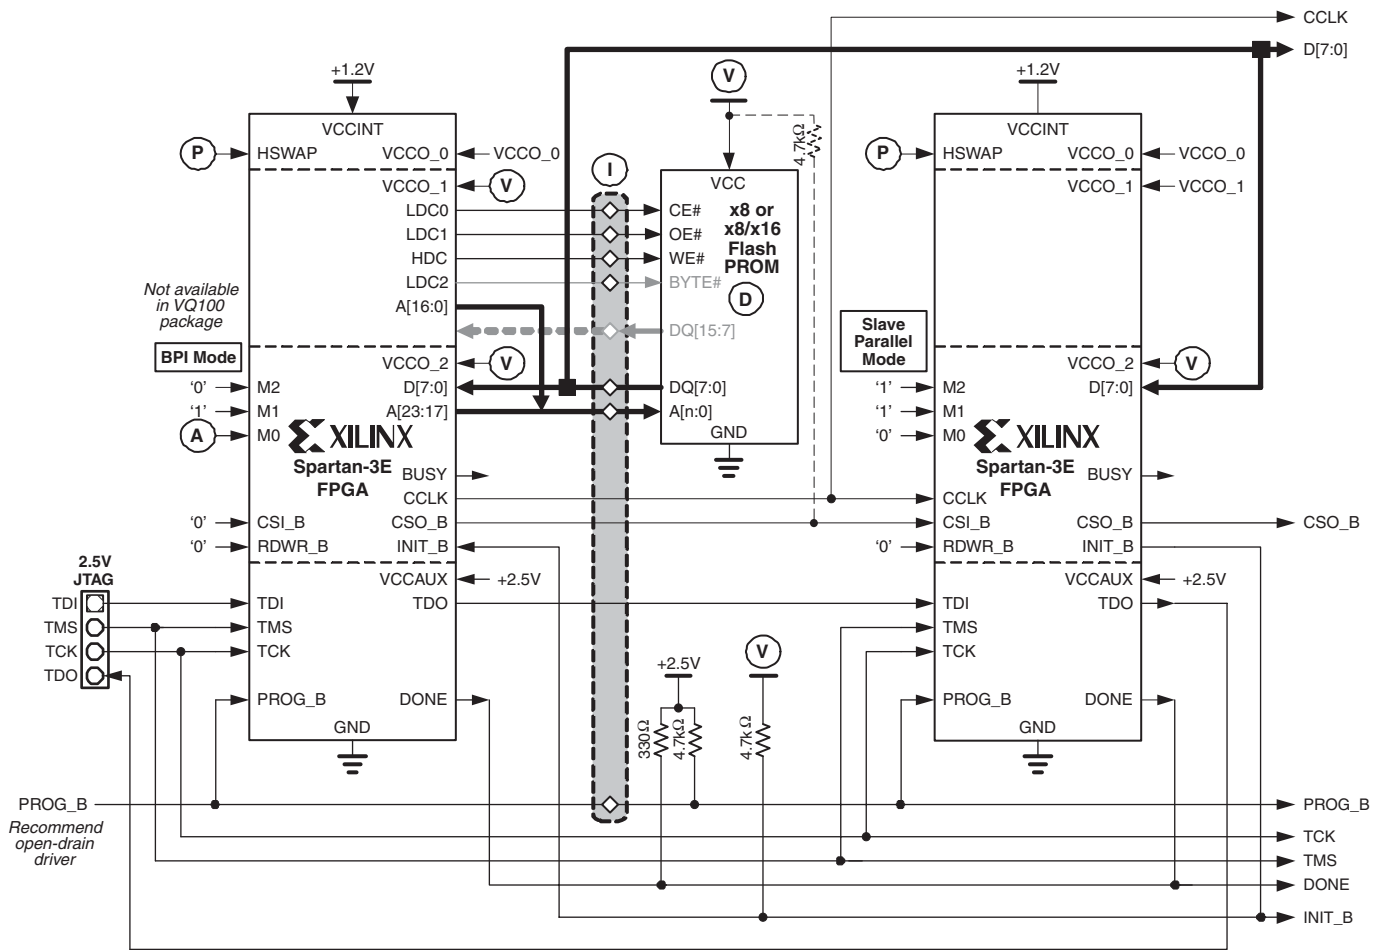 CCLK
D[7:0]
+1.2V
V
+1.2V
4.7kΩ
VCCINT
P
HSWAP
VCCO_0
VCCO_0
VCCO_1
V
LDC0
LDC1
HDC
LDC2
A[16:0]
Not available
in VQ100
package
BPI Mode
VCCO_2
V
'0'
M2
D[7:0]
'1'
M1
A[23:17]
A
M0
XILINX
Spartan-3E
FPGA
BUSY
CCLK
'0'
CSI_B
CSO_B
'0'
RDWR_B
INIT_B
VCCAUX
+2.5V
2.5V
JTAG
TDI
TDI
TDO
TMS
TMS
TCK
TCK
TDO
PROG_B
DONE
GND
I
VCC
CE#
x8 or
x8/x16
Flash
PROM
OE#
WE#
BYTE#
D
DQ[15:7]
DQ[7:0]
A[n:0]
GND
VCCINT
P
HSWAP
VCCO_0
VCCO_0
VCCO_1
VCCO_1
Slave
Parallel
Mode
VCCO_2
V
'1'
M2
D[7:0]
'1'
M1
'0'
M0
XILINX
Spartan-3E
FPGA
BUSY
CCLK
CSI_B
CSO_B
CSO_B
'0'
RDWR_B
INIT_B
VCCAUX
+2.5V
TDI
TDO
TMS
TCK
PROG_B
DONE
GND
+2.5V
V
330Ω
4.7kΩ
4.7kΩ
PROG_B
Recommend
open-drain
driver
PROG_B
TCK
TMS
DONE
INIT_B